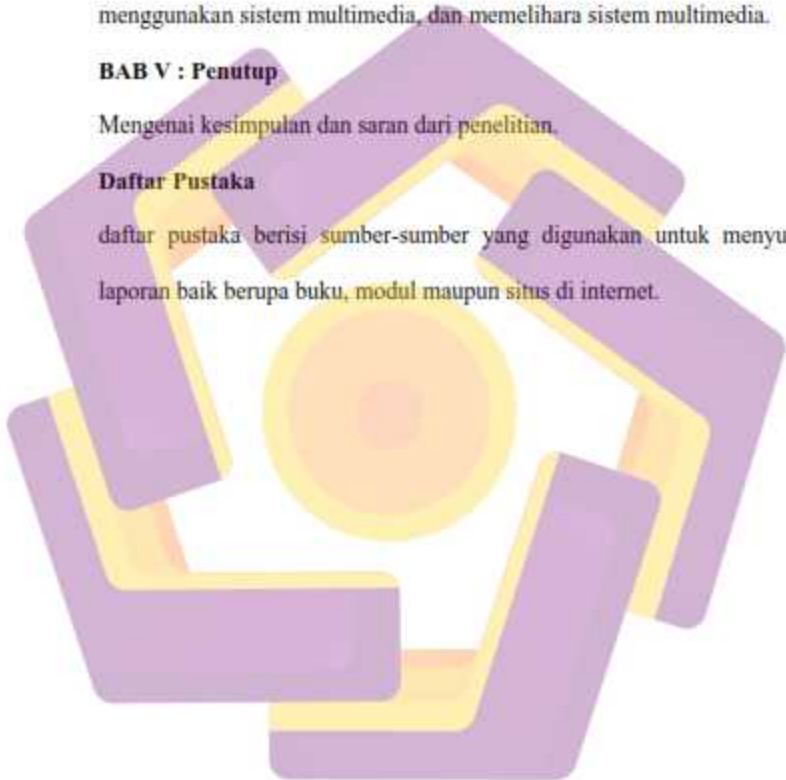 menggunakan sistem multimedia, dan memelihara sistem multimedia.
BAB V : Penutup
Mengenai kesimpulan dan saran dari penelitian.
Daftar Pustaka
daftar pustaka berisi sumber-sumber yang digunakan untuk menyu
laporan baik berupa buku, modul maupun situs di internet.